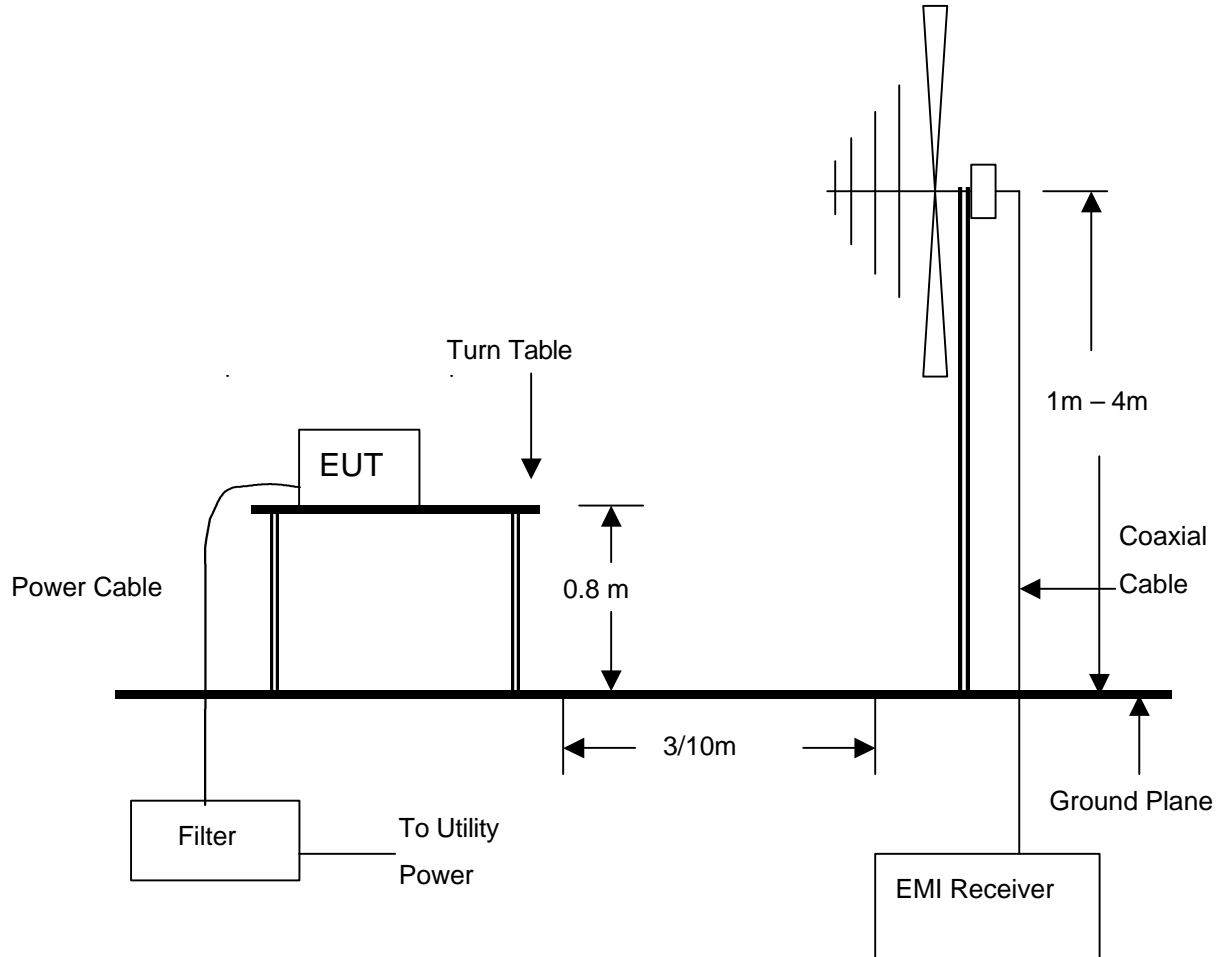 Turn Table
1m – 4m
EUT
Coaxial
Cable
Power Cable
0.8 m
3/10m
Ground Plane
Filter
To Utility
Power
EMI Receiver